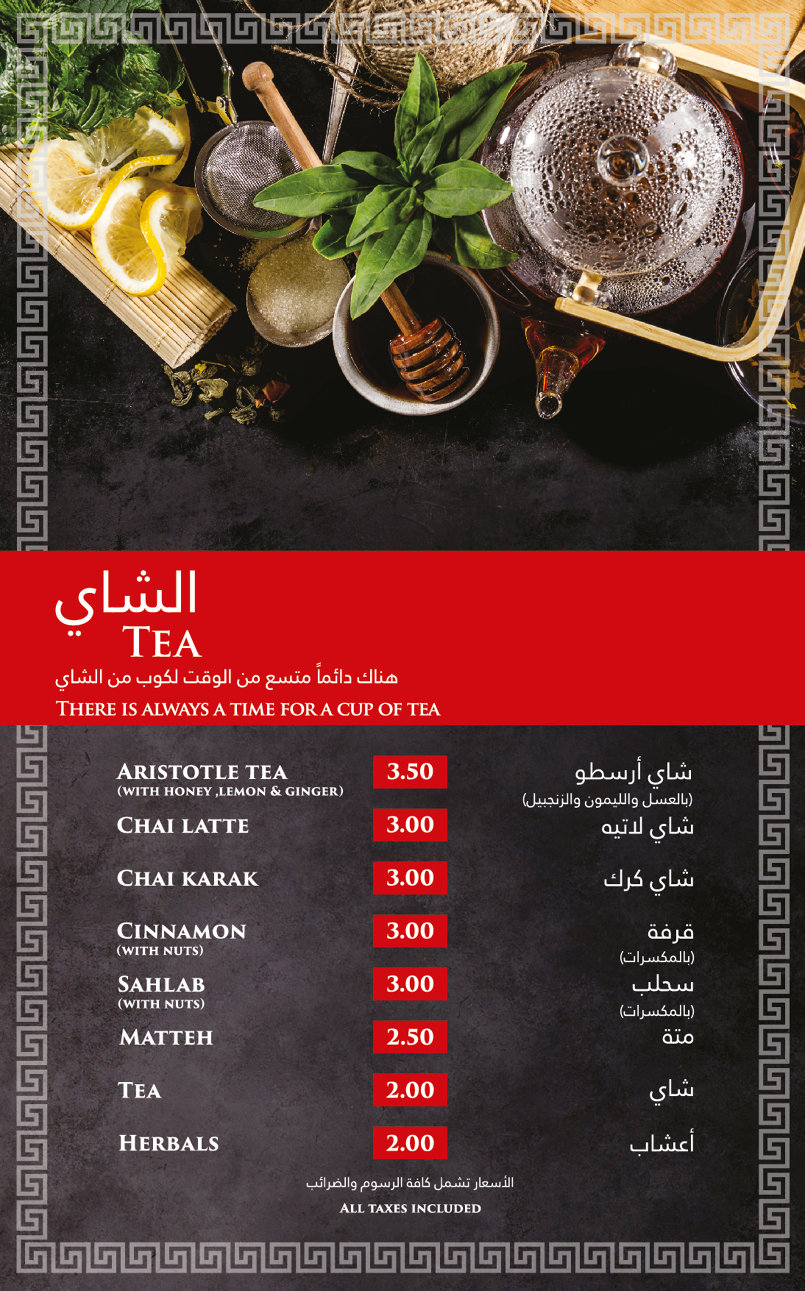 الشاي
TEA
هناك دائماً متسع من الوقت لكوب من الشاي
THERE IS ALWAYS A TIME FOR A CUP OF TEA
ARISTOTLE TEA 3.50 شاي أرسطو
(WITH HONEY ,LEMON & GINGER) (بالعسل والليمون والزنجبيل)
CHAI LATTE 3.00 شاي لاتيه
CHAI KARAK 3.00 شاي كرك
CINNAMON 3.00 قرفة
(WITH NUTS) (بالمكسرات)
SAHLAB 3.00 سحلب
(WITH NUTS) (بالمكسرات)
MATTEH 2.50 متة
TEA 2.00 شاي
HERBALS 2.00 أعشاب
الأسعار تشمل كافة الرسوم والضرائب
ALL TAXES INCLUDED